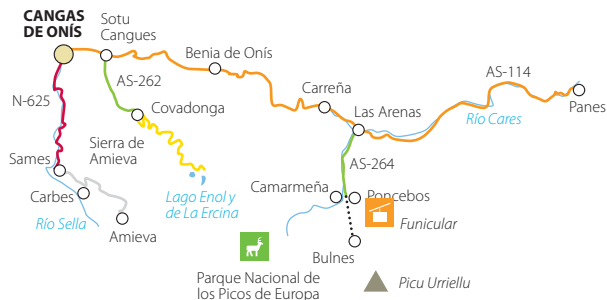 CANGAS
DE ONÍS
Sotu
Cangues
Benia de Onís
AS-262
N-625
Covadonga
Carreña
AS-114
Las Arenas
Panes
Río Cares
Sierra de
Amieva
Sames
AS-264
Carbes
Lago Enol y
de La Ercina
Camarmeña
Poncebos
Río Sella
Amieva
Funicular
Bulnes
Parque Nacional de
los Picos de Europa
Picu Urriellu